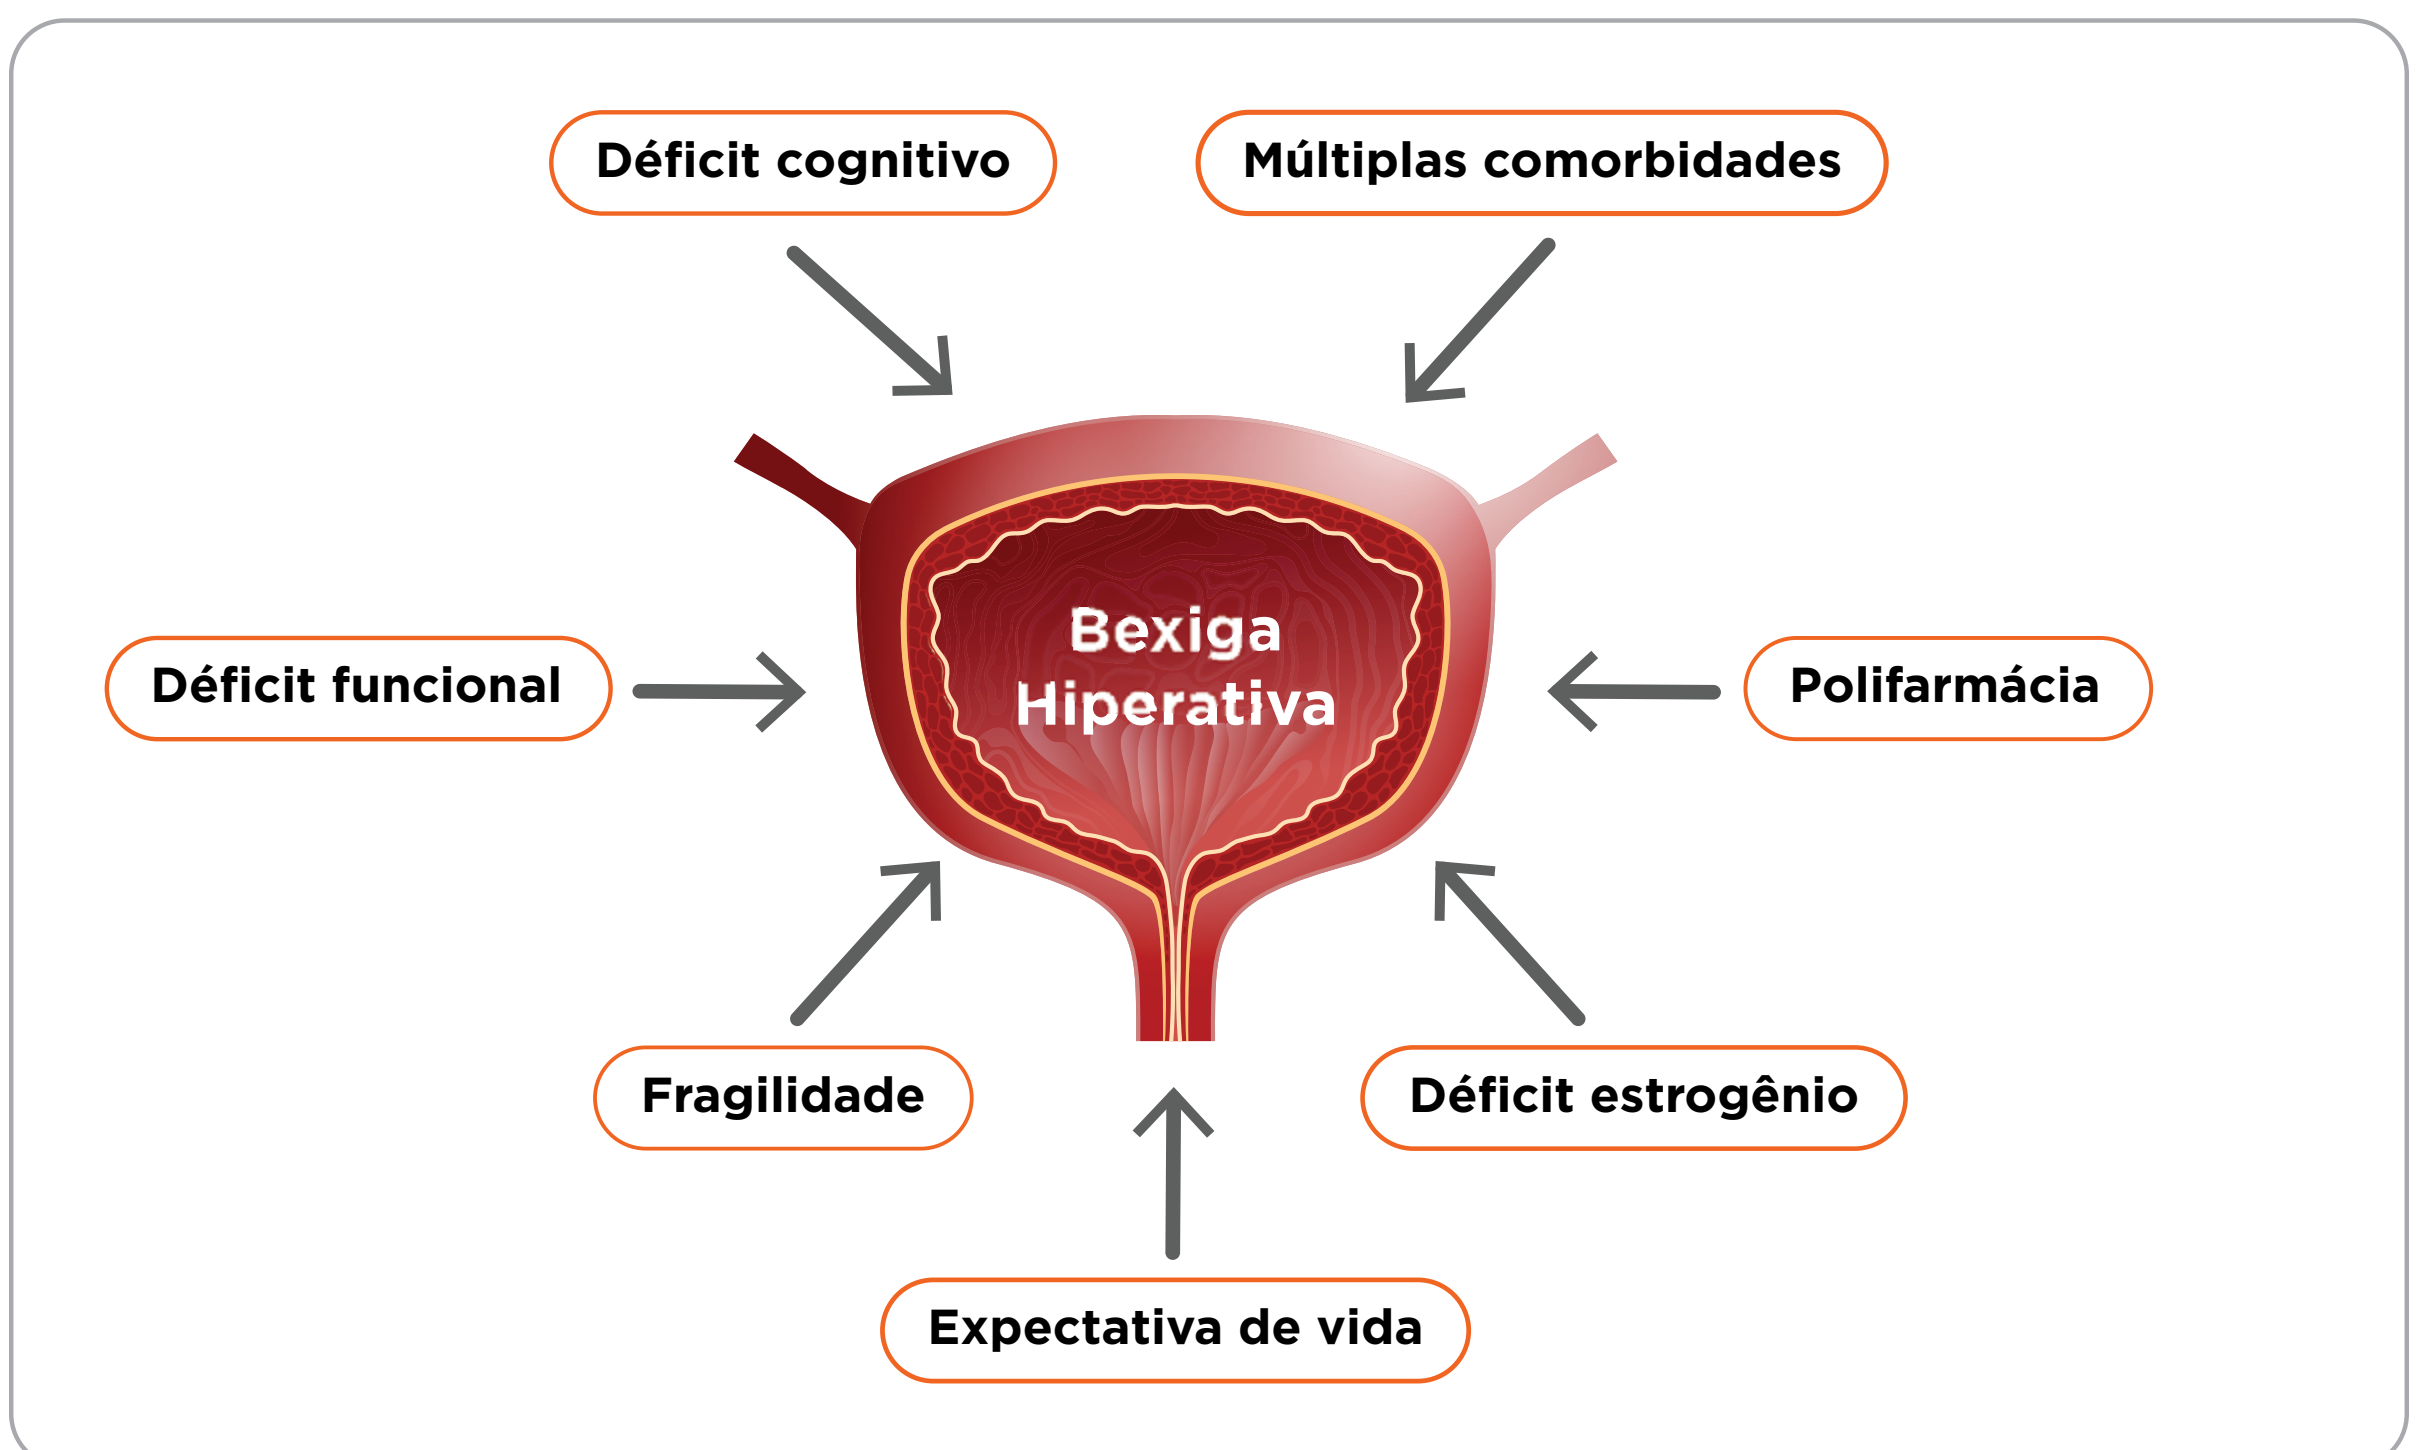 Déficit cognitivo
Múltiplas comorbidades
Bexiga
Hiperativa
Déficit funcional
Polifarmácia
Fragilidade
Déficit estrogênio
Expectativa de vida